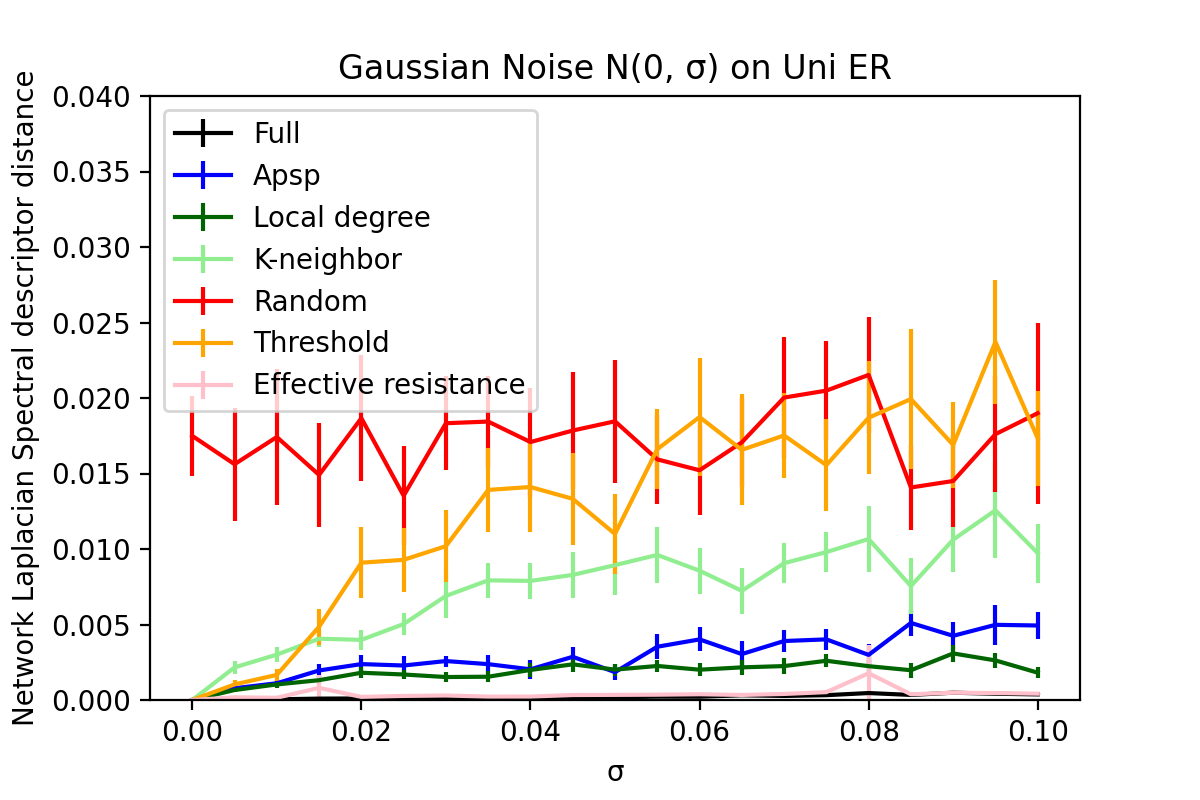 Gaussian Noise N(0, σ) on Uni ER
Network Laplacian Spectral descriptor distance
0.040
0.035
0.030
0.025
0.020
0.015
0.010
0.005
0.000
Full
Apsp
Local degree
K-neighbor
Random
Threshold
Effective resistance
0.00 0.02 0.04 0.06 0.08 0.10
σ